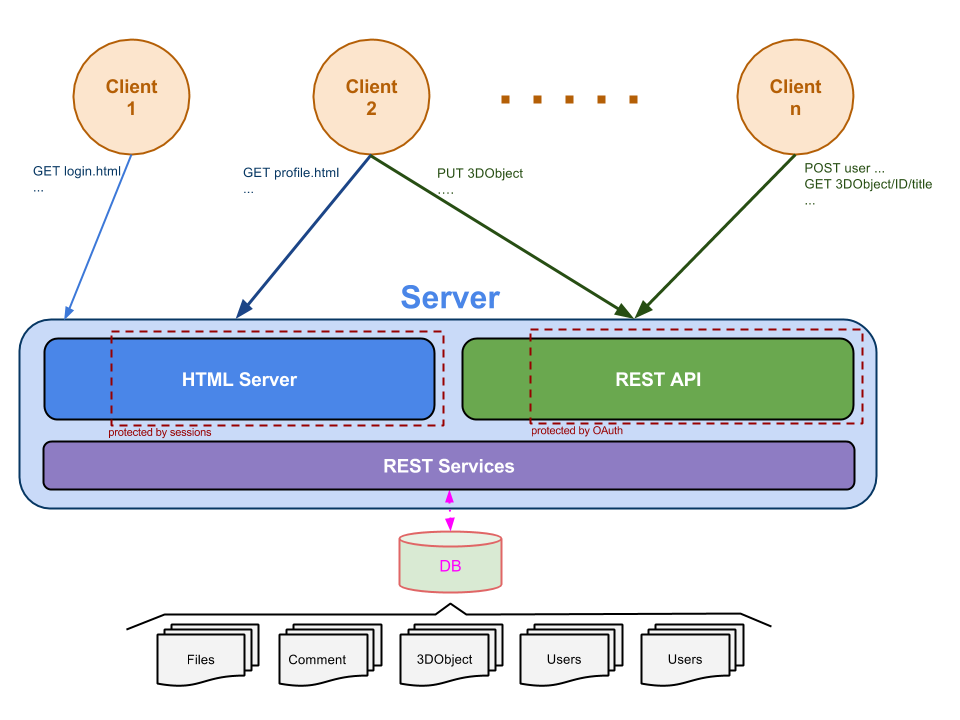 Client
1
Client
2
Client
n
GET login.html
...
GET profile.html
...
PUT 3DObject
....
POST user ...
GET 3DObject/ID/title
...
Server
HTML Server
REST API
protected by sessions
protected by OAuth
REST Services
DB
Files
Comment
3DObject
Users
Users